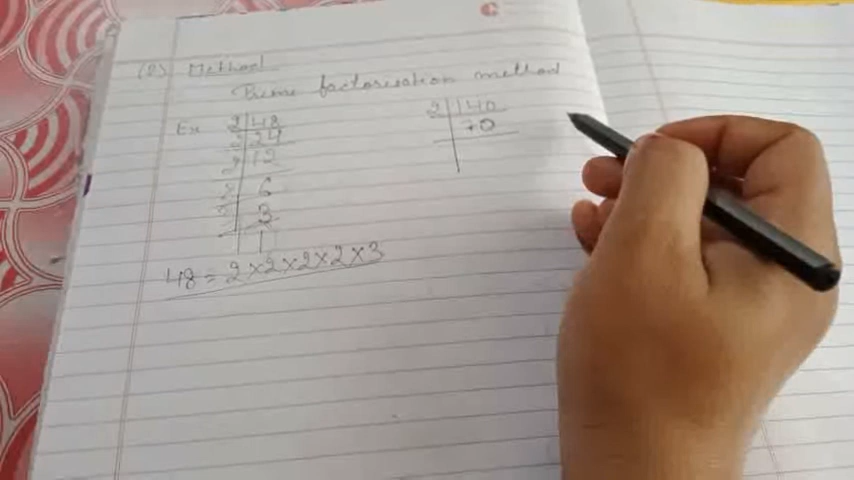 (2) Method
Prime factorisation method
Ex 2 48
2 24
2 12
2 6
3 3
1
48 = 2×2×2×2×3
2 140
70